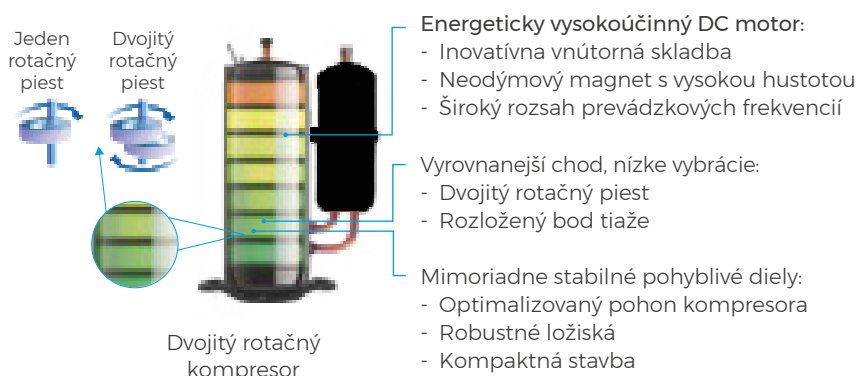 Jeden
rotačný
piest
Dvojitý
rotačný
piest
Dvojitý rotačný
kompresor
Energeticky vysokoúčinný DC motor:
- Inovatívna vnútorná skladba
- Neodýmový magnet s vysokou hustotou
- Široký rozsah prevádzkových frekvencií
Vyrovnanejší chod, nízke vybrácie:
- Dvojitý rotačný piest
- Rozložený bod tiaže
Mimoriadne stabilné pohyblivé diely:
- Optimalizovaný pohon kompresora
- Robustné ložiská
- Kompaktná stavba